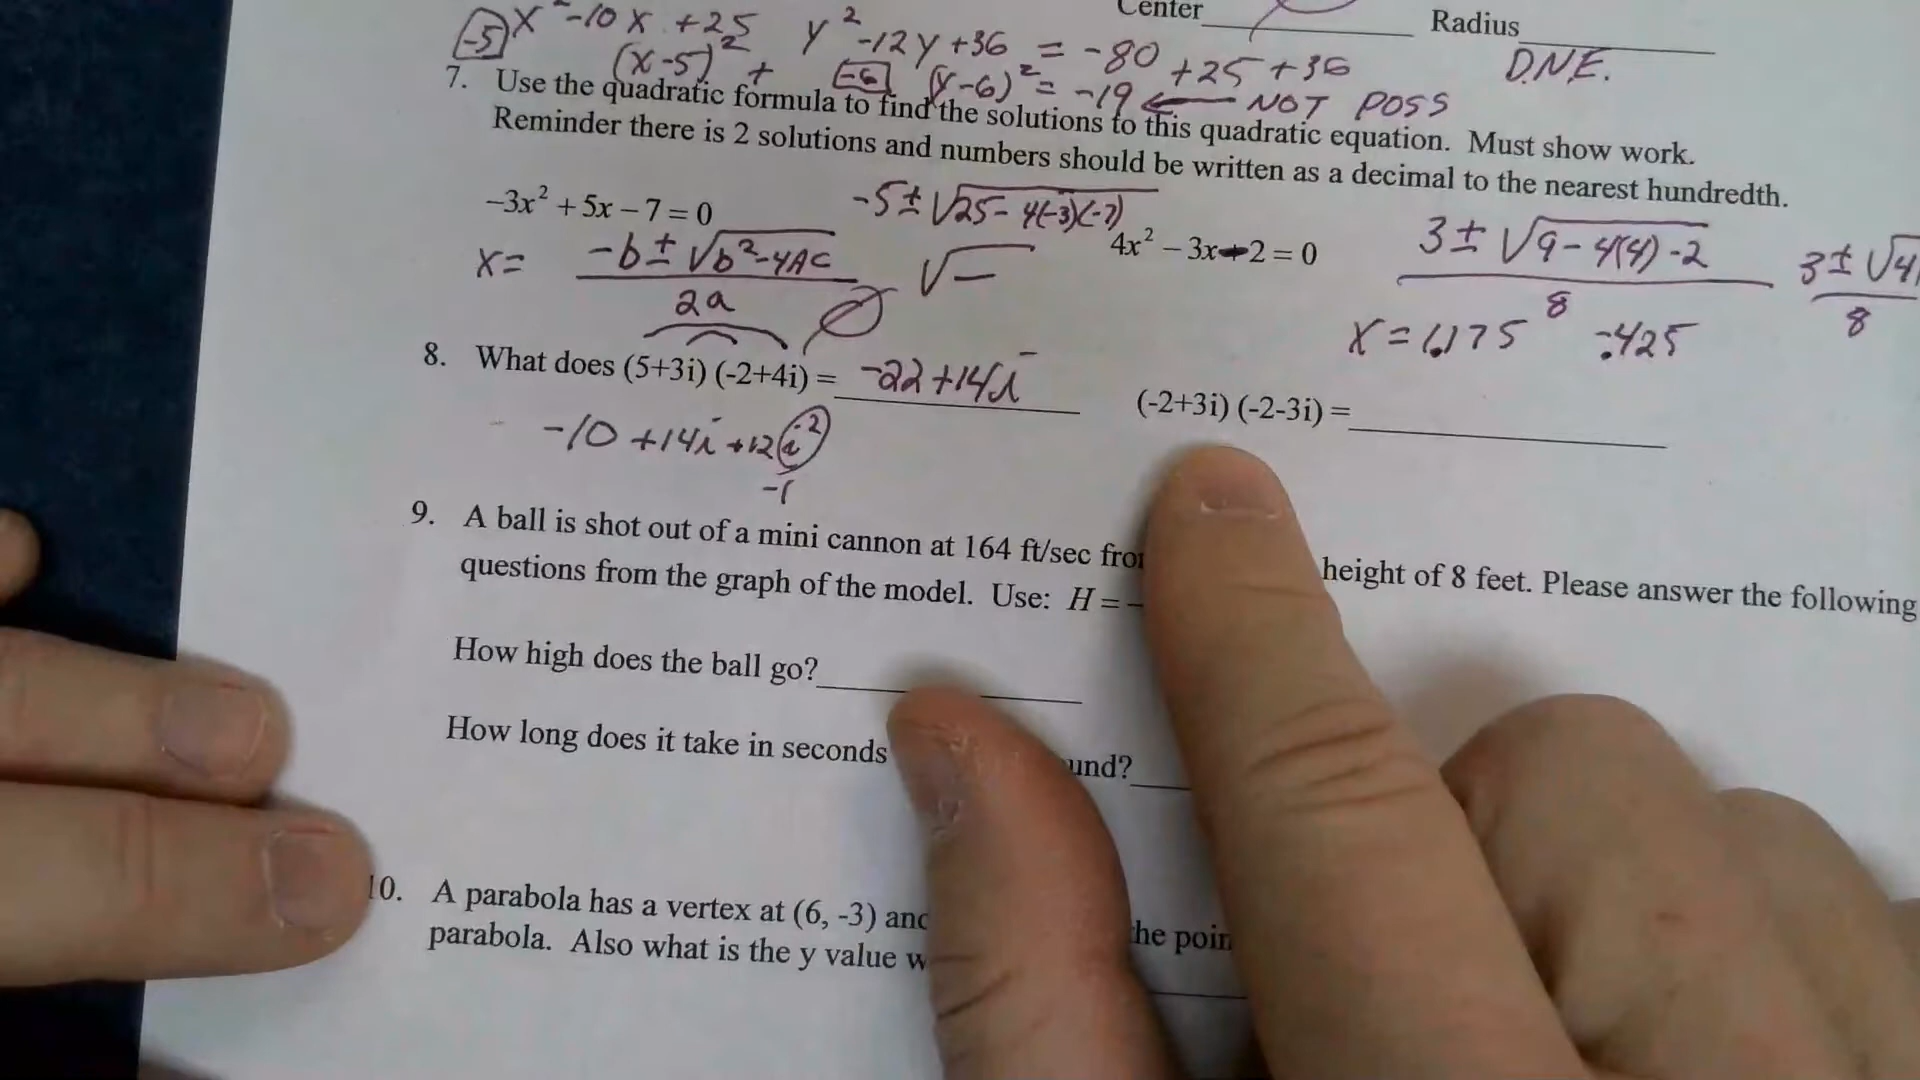 Center Radius
[-5] x² -10x +25 y² -12y +36 = -80 +25 +36 D.N.E.
(x-5)² + [-6] (y-6)² = -19 ← NOT POSS
7. Use the quadratic formula to find the solutions to this quadratic equation. Must show work.
Reminder there is 2 solutions and numbers should be written as a decimal to the nearest hundredth.
-3x² + 5x - 7 = 0 -5 ± √25 - 4(-3)(-7)
4x² - 3x - 2 = 0 3 ± √9 - 4(4) -2 / 8 3 ± √41 / 8
x = -b ± √b² - 4AC / 2a √- Ø
x = 1.175 -.425
8. What does (5+3i) (-2+4i) = -22 + 14i (-2+3i) (-2-3i) =
-10 + 14i + 12i²
-1
9. A ball is shot out of a mini cannon at 164 ft/sec height of 8 feet. Please answer the following
questions from the graph of the model. Use: H = -
How high does the ball go?
How long does it take in seconds und?
10. A parabola has a vertex at (6, -3) and he poin
parabola. Also what is the y value w